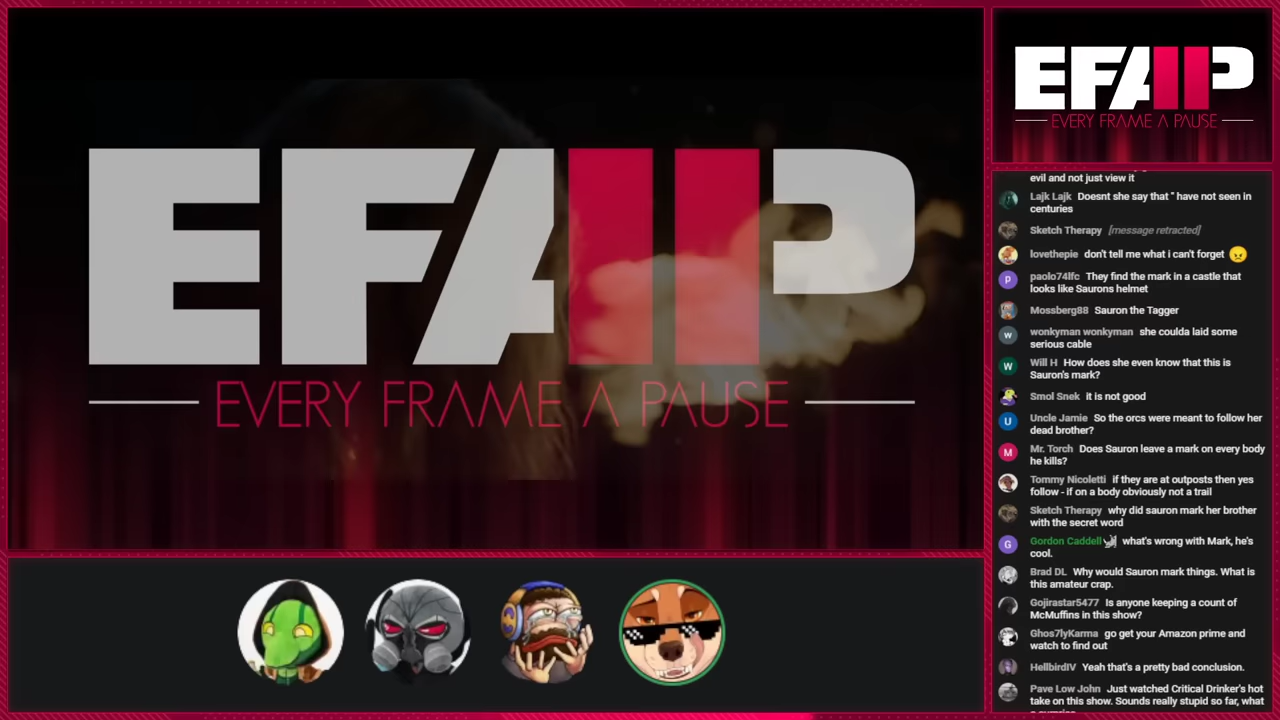 EFAP
EVERY FRAME A PAUSE
EFAP
EVERY FRAME A PAUSE
evil and not just view it
Lajk Lajk Doesnt she say that " have not seen in
centuries
Sketch Therapy [message retracted]
lovethepie don't tell me what i can't forget 😠
P paolo74lfc They find the mark in a castle that
looks like Saurons helmet
Mossberg88 Sauron the Tagger
w wonkyman wonkyman she coulda laid some
serious cable
W Will H How does she even know that this is
Sauron's mark?
Smol Snek it is not good
U Uncle Jamie So the orcs were meant to follow her
dead brother?
M Mr. Torch Does Sauron leave a mark on every body
he kills?
Tommy Nicoletti if they are at outposts then yes
follow - if on a body obviously not a trail
Sketch Therapy why did sauron mark her brother
with the secret word
G Gordon Caddell what's wrong with Mark, he's
cool.
Brad DL Why would Sauron mark things. What is
this amateur crap.
Gojirastar5477 Is anyone keeping a count of
McMuffins in this show?
Ghos7lyKarma go get your Amazon prime and
watch to find out
HellbirdIV Yeah that's a pretty bad conclusion.
Pave Low John Just watched Critical Drinker's hot
take on this show. Sounds really stupid so far, what